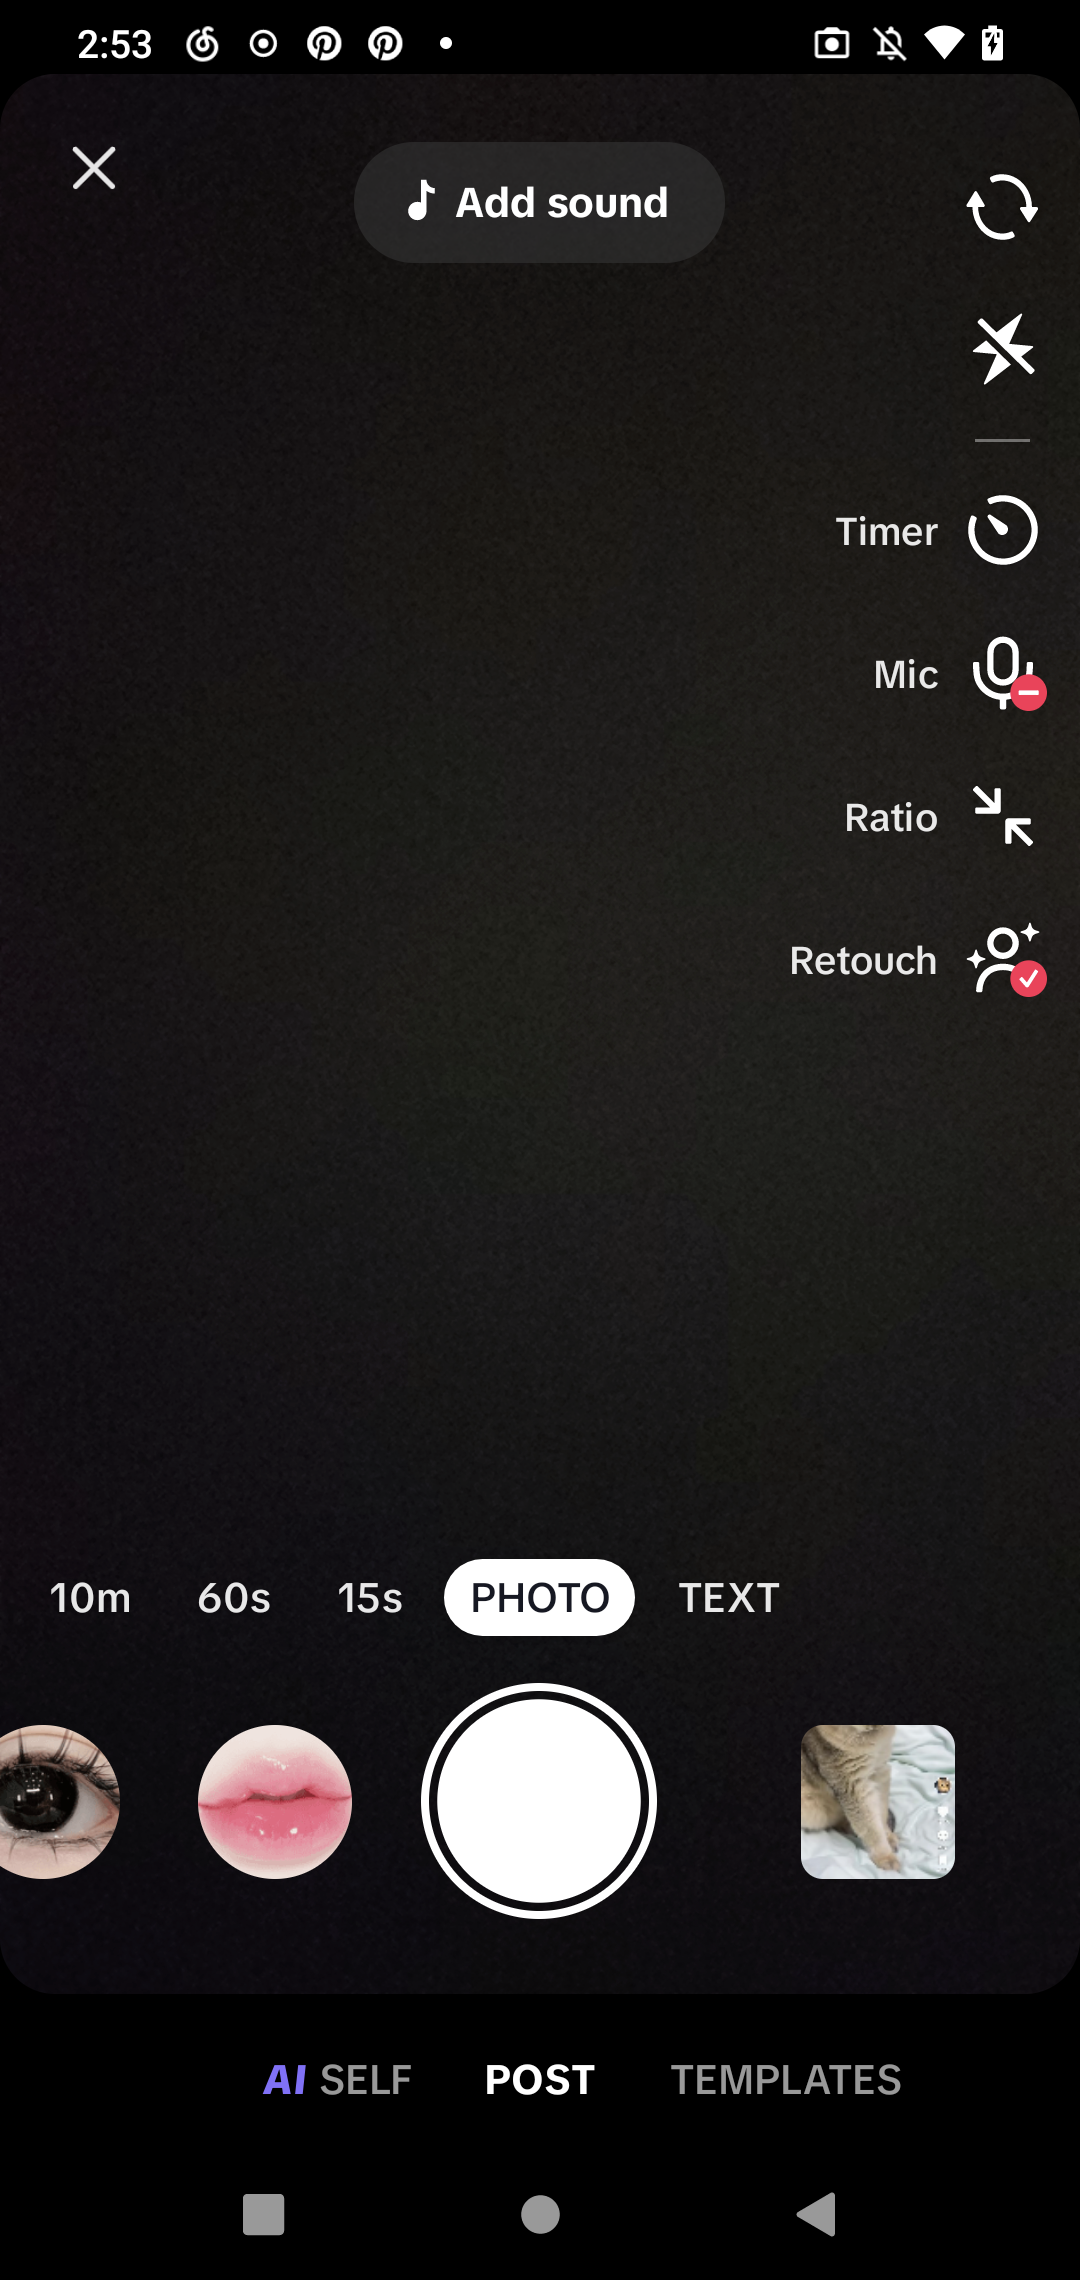 2:53
Add sound
Timer
Mic
Ratio
Retouch
10m 60s 15s PHOTO TEXT
AI SELF POST TEMPLATES